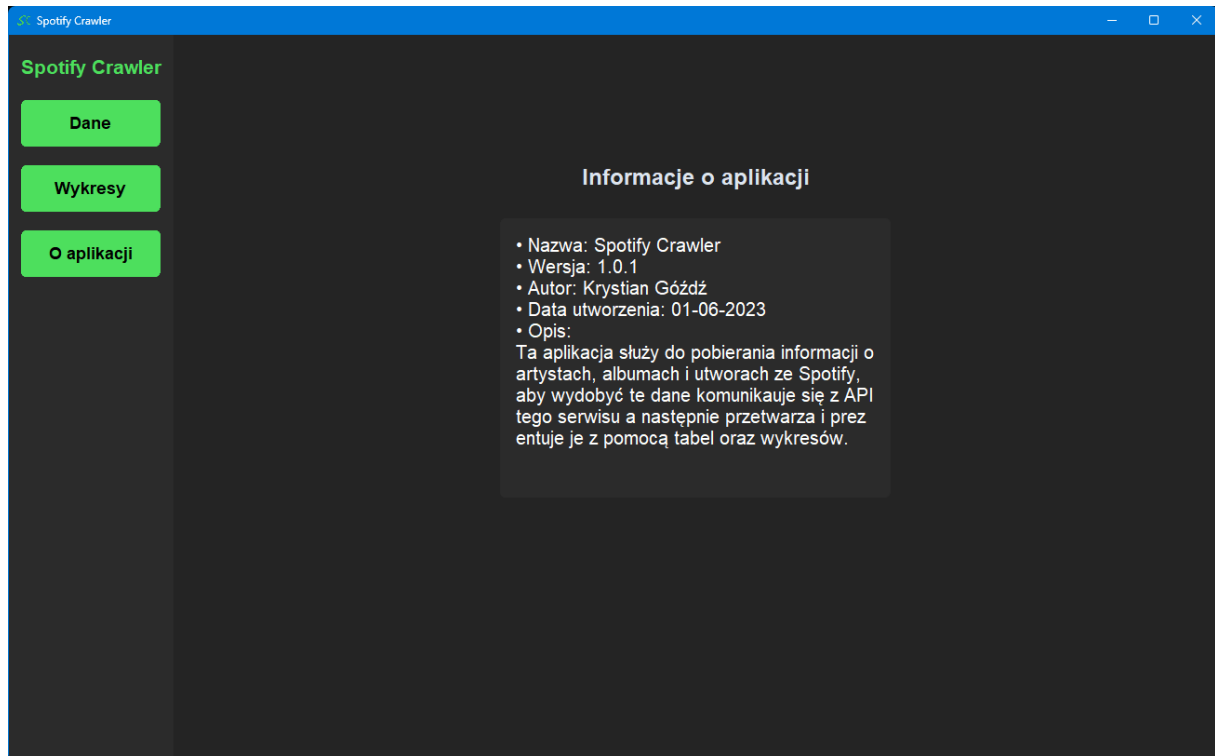 Spotify Crawler
Spotify Crawler
Dane
Wykresy
O aplikacji
Informacje o aplikacji
• Nazwa: Spotify Crawler
• Wersja: 1.0.1
• Autor: Krystian Góźdź
• Data utworzenia: 01-06-2023
• Opis:
Ta aplikacja służy do pobierania informacji o
artystach, albumach i utworach ze Spotify,
aby wydobyć te dane komunikauje się z API
tego serwisu a następnie przetwarza i prez
entuje je z pomocą tabel oraz wykresów.